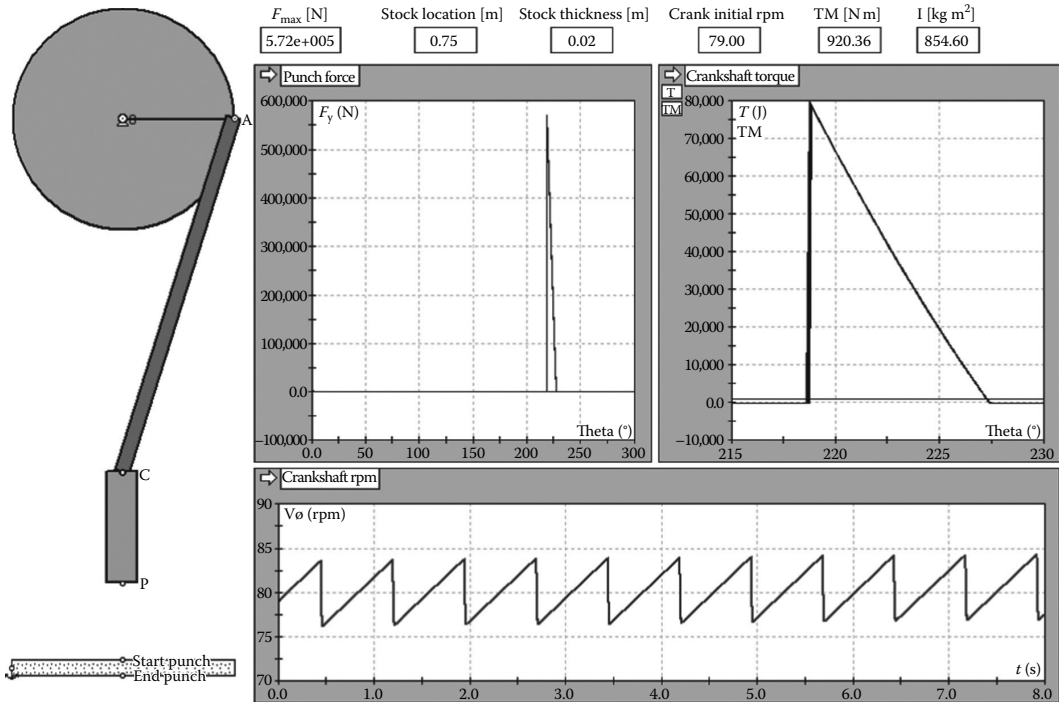 F_max [N]
5.72e+005
Stock location [m]
0.75
Stock thickness [m]
0.02
Crank initial rpm
79.00
TM [N m]
920.36
I [kg m²]
854.60
A
C
P
Start punch
End punch
Punch force
F_y (N)
600,000
500,000
400,000
300,000
200,000
100,000
0.0
−100,000
Theta (°)
0.0
50
100
150
200
250
300
Crankshaft torque
T
TM
T (J)
TM
80,000
70,000
60,000
50,000
40,000
30,000
20,000
10,000
0.0
−10,000
Theta (°)
215
220
225
230
Crankshaft rpm
Vø (rpm)
90
85
80
75
70
t (s)
0.0
1.0
2.0
3.0
4.0
5.0
6.0
7.0
8.0